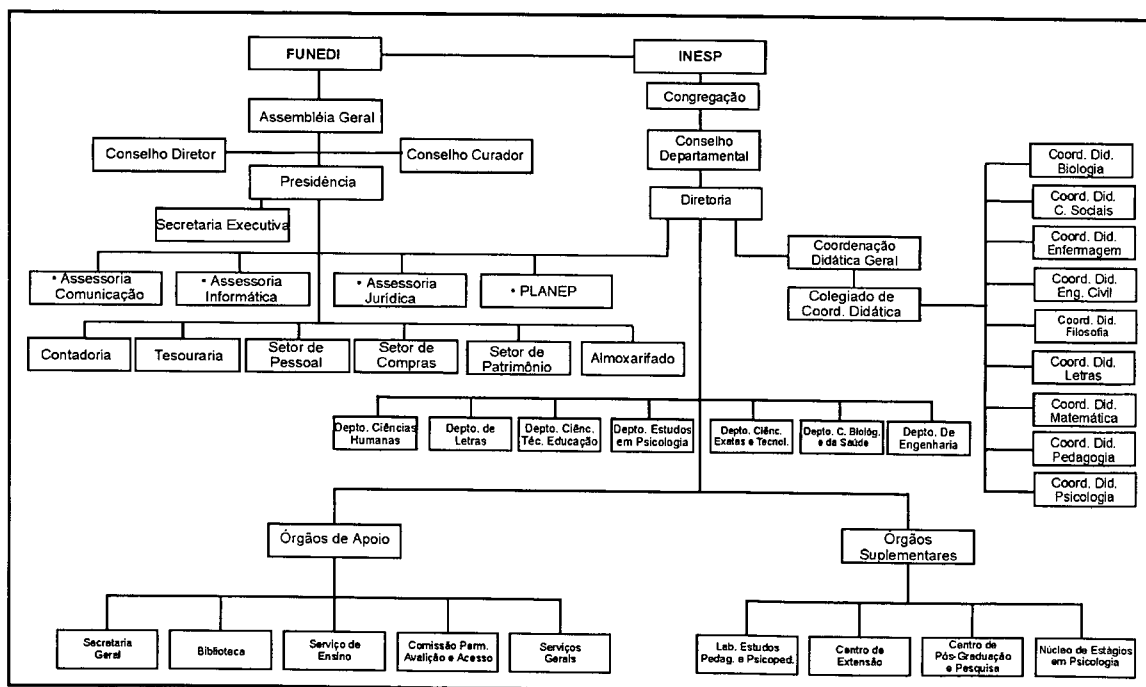 FUNEDI
INESP
Assembléia Geral
Congregação
Conselho Diretor
Conselho Curador
Conselho
Departamental
Presidência
Diretoria
Secretaria Executiva
Coordenação
Didática Geral
Colegiado de
Coord. Didática
• Assessoria
Comunicação
• Assessoria
Informática
• Assessoria
Jurídica
• PLANEP
Contadoria
Tesouraria
Setor de
Pessoal
Setor de
Compras
Setor de
Patrimônio
Almoxarifado
Coord. Did.
Biologia
Coord. Did.
C. Sociais
Coord. Did.
Enfermagem
Coord. Did.
Eng. Civil
Coord. Did.
Filosofia
Coord. Did.
Letras
Coord. Did.
Matemática
Coord. Did.
Pedagogia
Coord. Did.
Psicologia
Depto. Ciências
Humanas
Depto. de
Letras
Depto. Ciênc.
Téc. Educação
Depto. Estudos
em Psicologia
Depto. Ciênc.
Exatas e Tecnol.
Depto. C. Biológ.
e da Saúde
Depto. De
Engenharia
Órgãos de Apoio
Órgãos
Suplementares
Secretaria
Geral
Biblioteca
Serviço de
Ensino
Comissão Perm.
Avalição e Acesso
Serviços
Gerais
Lab. Estudos
Pedag. e Psicoped.
Centro de
Extensão
Centro de
Pós-Graduação
e Pesquisa
Núcleo de Estágios
em Psicologia